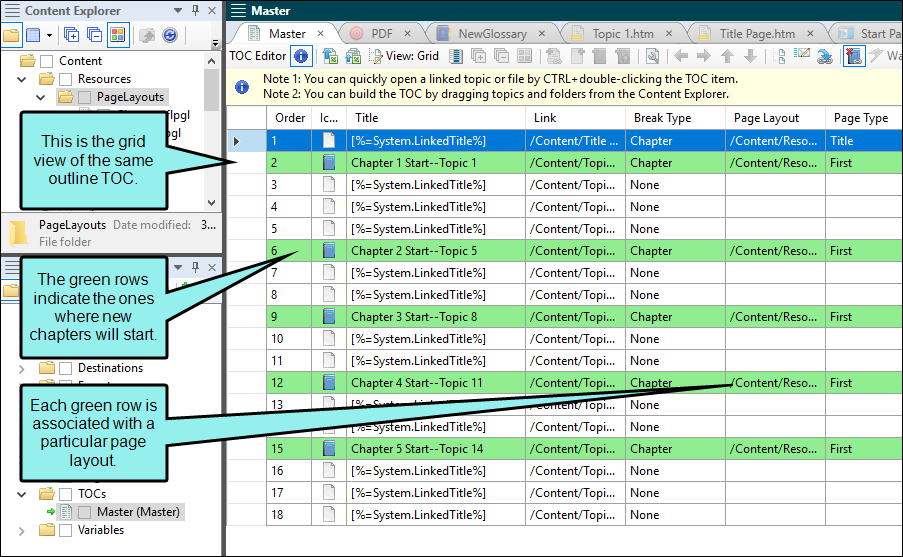 Content Explorer
Master
Master
PDF
NewGlossary
Topic 1.htm
Title Page.htm
Start Pa
TOC Editor
View: Grid
Wa
Note 1: You can quickly open a linked topic or file by CTRL+double-clicking the TOC item.
Note 2: You can build the TOC by dragging topics and folders from the Content Explorer.
Content
Resources
PageLayouts
flpgl
pgl
This is the grid
view of the same
outline TOC.
PageLayouts Date modified: 3...
File folder
The green rows
indicate the ones
where new
chapters will start.
Destinations
Each green row is
associated with a
particular page
layout.
TOCs
Master (Master)
Variables
Order Ic... Title Link Break Type Page Layout Page Type
1 [%=System.LinkedTitle%] /Content/Title ... Chapter /Content/Reso... Title
2 Chapter 1 Start--Topic 1 /Content/Topi... Chapter /Content/Reso... First
3 [%=System.LinkedTitle%] /Content/Topi... None
4 [%=System.LinkedTitle%] /Content/Topi... None
5 [%=System.LinkedTitle%] /Content/Topi... None
6 Chapter 2 Start--Topic 5 /Content/Topi... Chapter /Content/Reso... First
7 [%=System.LinkedTitle%] /Content/Topi... None
8 [%=System.LinkedTitle%] /Content/Topi... None
9 Chapter 3 Start--Topic 8 /Content/Topi... Chapter /Content/Reso... First
10 [%=System.LinkedTitle%] /Content/Topi... None
11 [%=System.LinkedTitle%] /Content/Topi... None
12 Chapter 4 Start--Topic 11 /Content/Topi... Chapter /Content/Reso... First
13 [%=System.LinkedTitle%] /Content/Topi... None
[%=System.LinkedTitle%] /Content/Topi... None
15 Chapter 5 Start--Topic 14 /Content/Topi... Chapter /Content/Reso... First
16 [%=System.LinkedTitle%] /Content/Topi... None
17 [%=System.LinkedTitle%] /Content/Topi... None
18 [%=System.LinkedTitle%] /Content/Topi... None